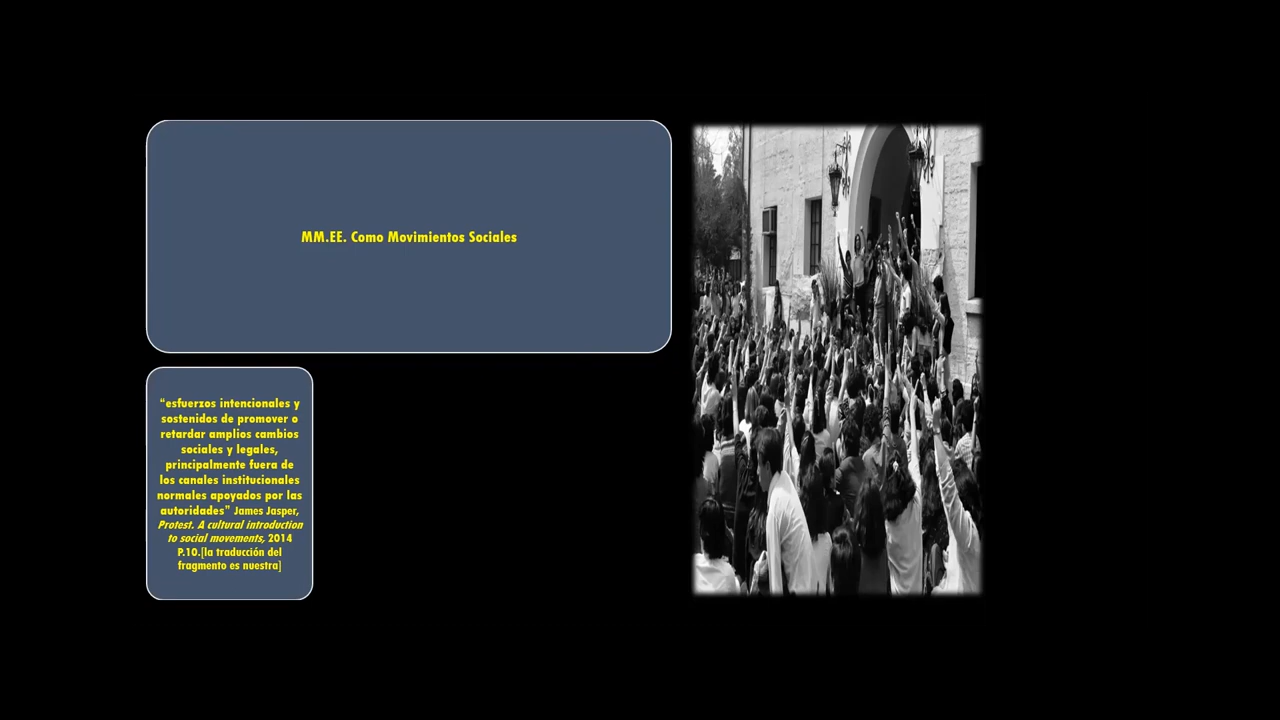 MM.EE. Como Movimientos Sociales
“esfuerzos intencionales y
sostenidos de promover o
retardar amplios cambios
sociales y legales,
principalmente fuera de
los canales institucionales
normales apoyados por las
autoridades” James Jasper,
Protest. A cultural introduction
to social movements, 2014
P.10.[la traducción del
fragmento es nuestra]